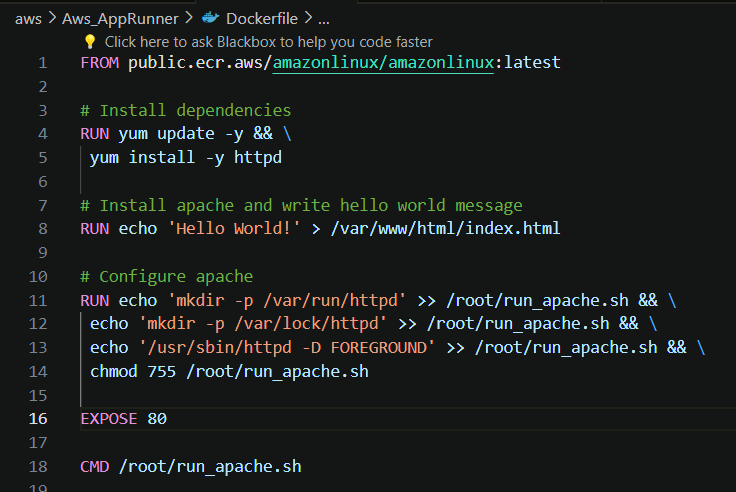 aws > Aws_AppRunner > Dockerfile > ...
Click here to ask Blackbox to help you code faster
1 FROM public.ecr.aws/amazonlinux/amazonlinux:latest
2
3 # Install dependencies
4 RUN yum update -y && \
5 yum install -y httpd
6
7 # Install apache and write hello world message
8 RUN echo 'Hello World!' > /var/www/html/index.html
9
10 # Configure apache
11 RUN echo 'mkdir -p /var/run/httpd' >> /root/run_apache.sh && \
12 echo 'mkdir -p /var/lock/httpd' >> /root/run_apache.sh && \
13 echo '/usr/sbin/httpd -D FOREGROUND' >> /root/run_apache.sh && \
14 chmod 755 /root/run_apache.sh
15
16 EXPOSE 80
17
18 CMD /root/run_apache.sh
19